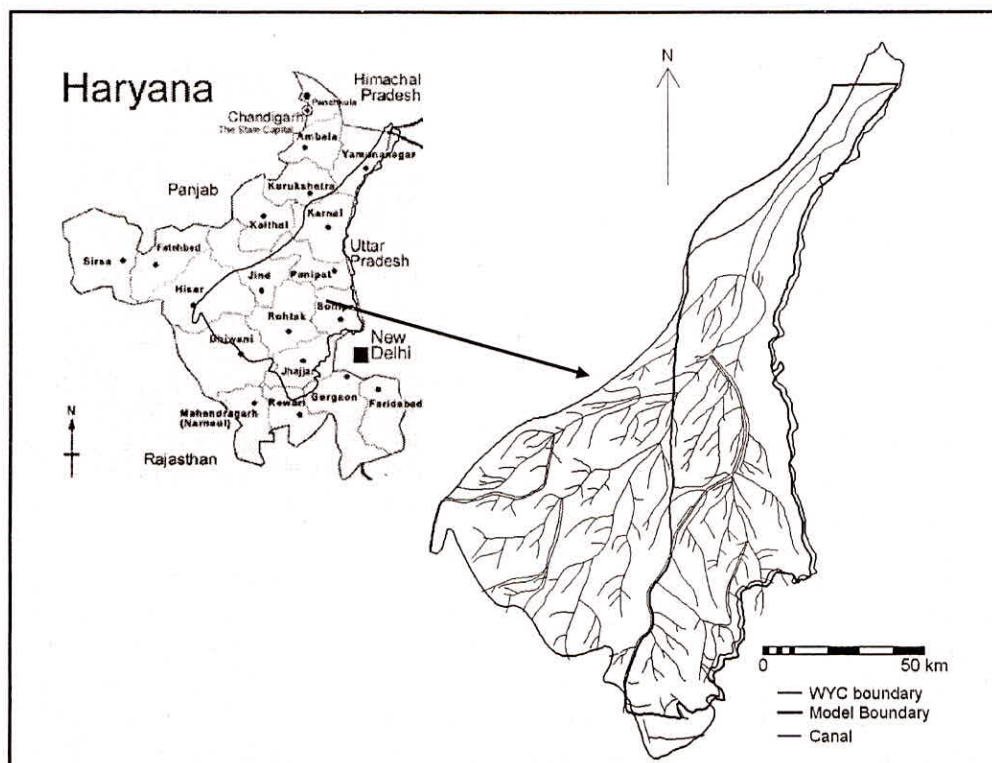 Haryana
Himachal
Pradesh
Panchkula
Chandigarh
The State Capital
Ambala
Yamunanagar
Panjab
Kurukshetra
Kaithal
Karnal
Uttar
Pradesh
Sirsa
Fatehbad
Hisar
Jind
Panipat
Rohtak
Sonipat
Bhiwani
New
Delhi
Jhajjar
Mahendragarh
(Narnaul)
Rewari
Gurgaon
Faridabad
Rajasthan
N
N
0 50 km
WYC boundary
Model Boundary
Canal